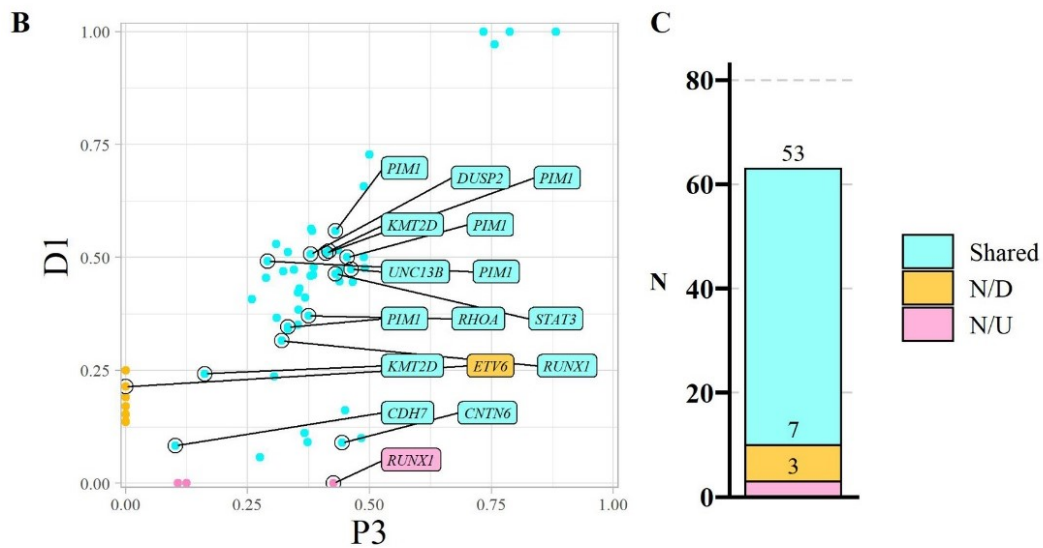 B
C
1.00
0.75
0.50
0.25
0.00
D1
PIM1
DUSP2
PIM1
KMT2D
PIM1
UNC13B
PIM1
PIM1
RHOA
STAT3
KMT2D
ETV6
RUNX1
CDH7
CNTN6
RUNX1
0.00
0.25
0.50
0.75
1.00
P3
80
60
40
20
0
N
53
7
3
Shared
N/D
N/U